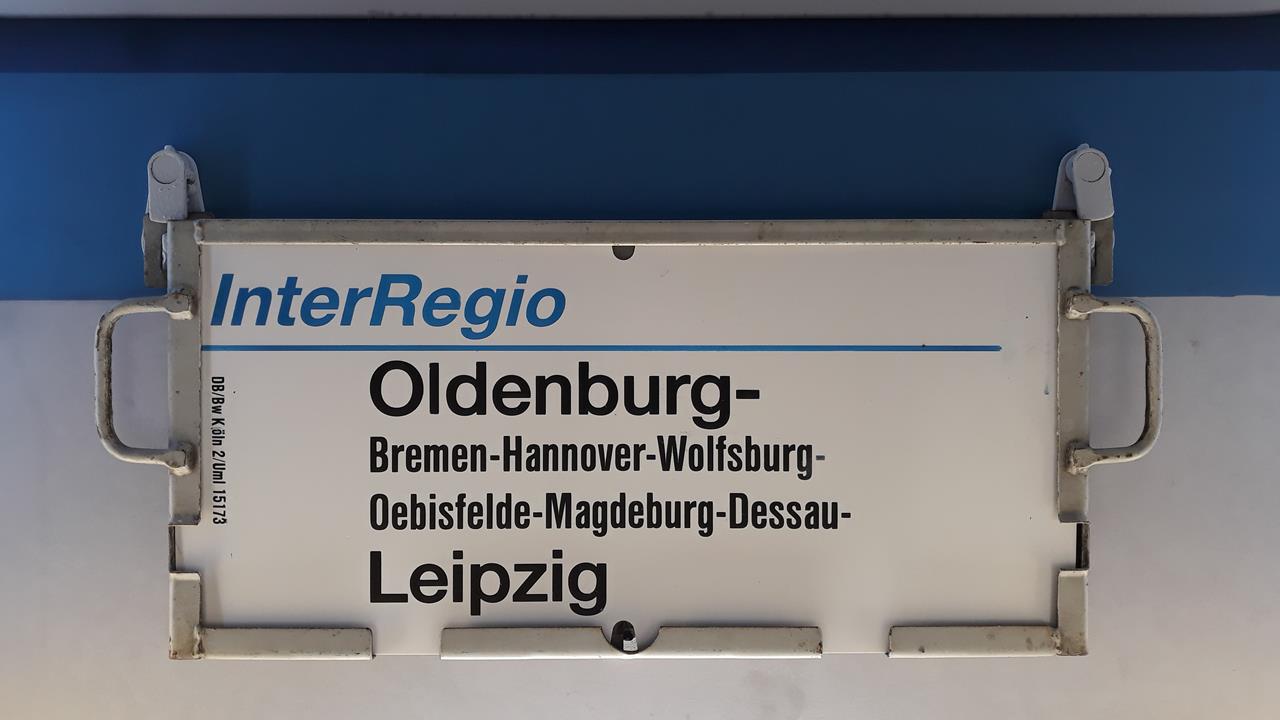 InterRegio
Oldenburg-
Bremen-Hannover-Wolfsburg-
Oebisfelde-Magdeburg-Dessau-
Leipzig
DB/Bw Köln 2/Uml 15173